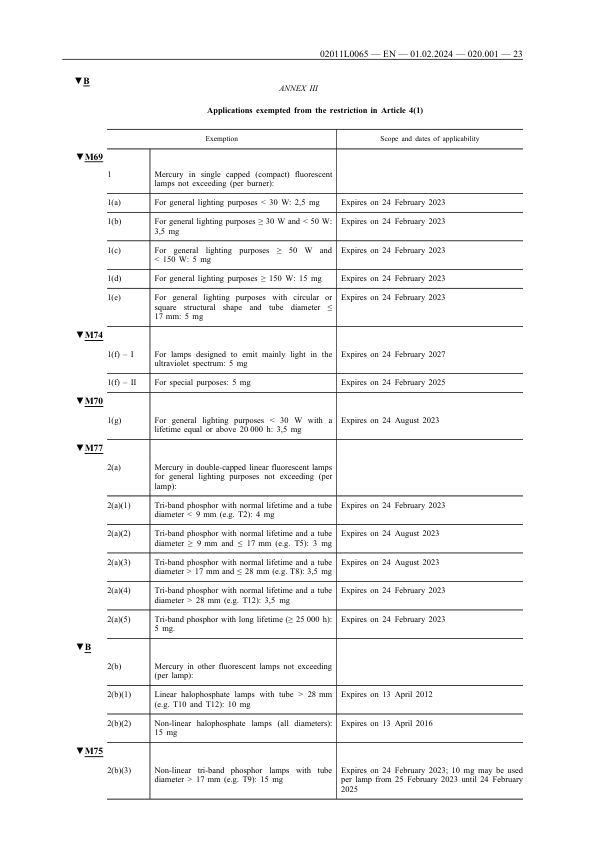 02011L0065 — EN — 01.02.2024 — 020.001 — 23
▼B
ANNEX III
Applications exempted from the restriction in Article 4(1)
Exemption Scope and dates of applicability
▼M69
1 Mercury in single capped (compact) fluorescent
lamps not exceeding (per burner):
1(a) For general lighting purposes < 30 W: 2,5 mg Expires on 24 February 2023
1(b) For general lighting purposes ≥ 30 W and < 50 W: Expires on 24 February 2023
3,5 mg
1(c) For general lighting purposes ≥ 50 W and Expires on 24 February 2023
< 150 W: 5 mg
1(d) For general lighting purposes ≥ 150 W: 15 mg Expires on 24 February 2023
1(e) For general lighting purposes with circular or Expires on 24 February 2023
square structural shape and tube diameter ≤
17 mm: 5 mg
▼M74
1(f) – I For lamps designed to emit mainly light in the Expires on 24 February 2027
ultraviolet spectrum: 5 mg
1(f) – II For special purposes: 5 mg Expires on 24 February 2025
▼M70
1(g) For general lighting purposes < 30 W with a Expires on 24 August 2023
lifetime equal or above 20 000 h: 3,5 mg
▼M77
2(a) Mercury in double-capped linear fluorescent lamps
for general lighting purposes not exceeding (per
lamp):
2(a)(1) Tri-band phosphor with normal lifetime and a tube Expires on 24 February 2023
diameter < 9 mm (e.g. T2): 4 mg
2(a)(2) Tri-band phosphor with normal lifetime and a tube Expires on 24 August 2023
diameter ≥ 9 mm and ≤ 17 mm (e.g. T5): 3 mg
2(a)(3) Tri-band phosphor with normal lifetime and a tube Expires on 24 August 2023
diameter > 17 mm and ≤ 28 mm (e.g. T8): 3,5 mg
2(a)(4) Tri-band phosphor with normal lifetime and a tube Expires on 24 February 2023
diameter > 28 mm (e.g. T12): 3,5 mg
2(a)(5) Tri-band phosphor with long lifetime (≥ 25 000 h): Expires on 24 February 2023
5 mg.
▼B
2(b) Mercury in other fluorescent lamps not exceeding
(per lamp):
2(b)(1) Linear halophosphate lamps with tube > 28 mm Expires on 13 April 2012
(e.g. T10 and T12): 10 mg
2(b)(2) Non-linear halophosphate lamps (all diameters): Expires on 13 April 2016
15 mg
▼M75
2(b)(3) Non-linear tri-band phosphor lamps with tube Expires on 24 February 2023; 10 mg may be used
diameter > 17 mm (e.g. T9): 15 mg per lamp from 25 February 2023 until 24 February
2025